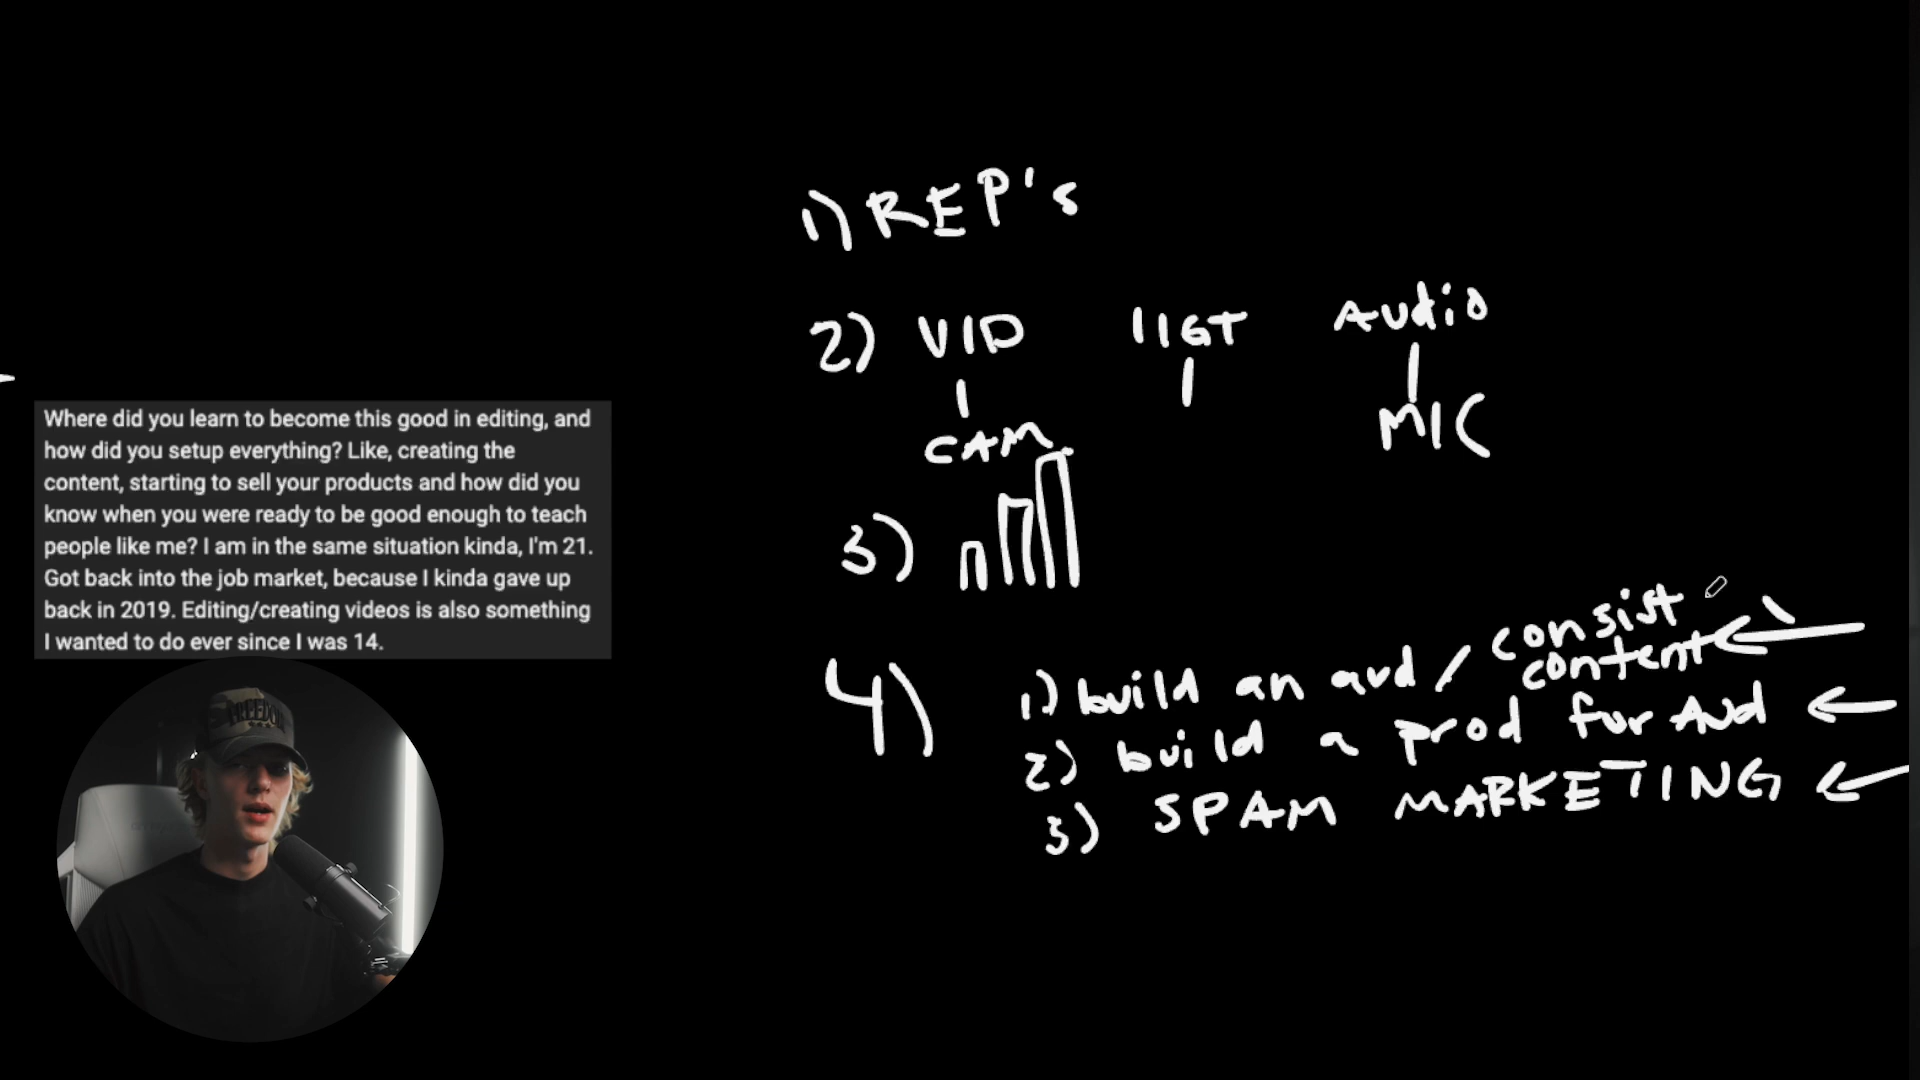 Where did you learn to become this good in editing, and
how did you setup everything? Like, creating the
content, starting to sell your products and how did you
know when you were ready to be good enough to teach
people like me? I am in the same situation kinda, I'm 21.
Got back into the job market, because I kinda gave up
back in 2019. Editing/creating videos is also something
I wanted to do ever since I was 14.
FREEDOM
1) REP's
2) VID LIGT Audio
CAM MIC
3)
4) 1) build an aud / consist
content
2) build a prod for Aud
3) SPAM MARKETING